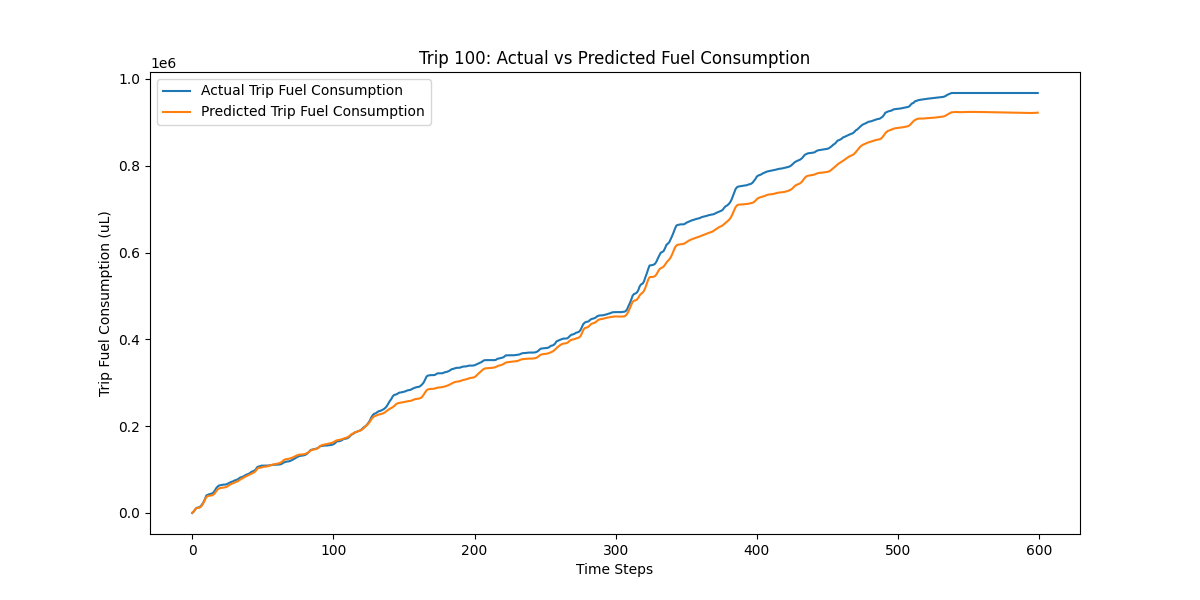 Trip 100: Actual vs Predicted Fuel Consumption
1e6
1.0
0.8
0.6
0.4
0.2
0.0
Trip Fuel Consumption (uL)
Actual Trip Fuel Consumption
Predicted Trip Fuel Consumption
0 100 200 300 400 500 600
Time Steps